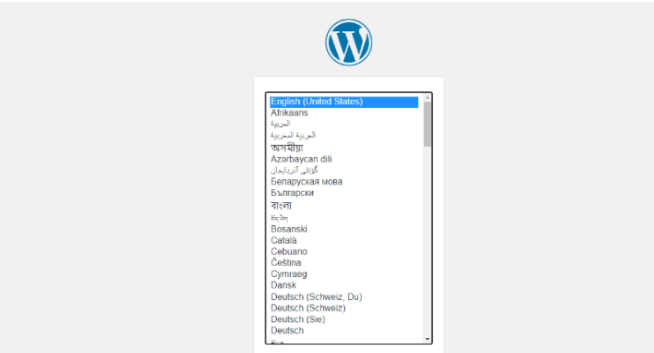 English (United States)
Afrikaans
العربية
العربية المغربية
অসমীয়া
Azərbaycan dili
گؤنئی آذربایجان
Беларуская мова
Български
বাংলা
བོད་ཡིག
Bosanski
Català
Cebuano
Čeština
Cymraeg
Dansk
Deutsch (Schweiz, Du)
Deutsch (Schweiz)
Deutsch (Sie)
Deutsch